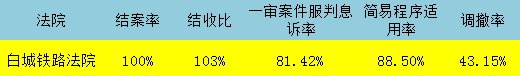 法院 结案率 结收比 一审案件服判息诉率 简易程序适用率 调撤率
白城铁路法院 100% 103% 81.42% 88.50% 43.15%